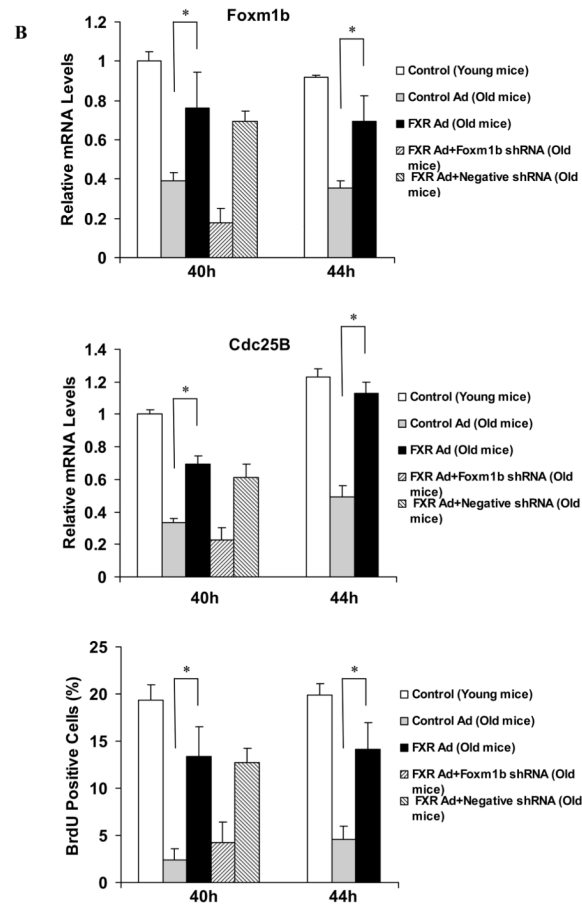 B
Foxm1b
*
*
Relative mRNA Levels
1.2
1
0.8
0.6
0.4
0.2
0
40h
44h
Control (Young mice)
Control Ad (Old mice)
FXR Ad (Old mice)
FXR Ad+Foxm1b shRNA (Old
mice)
FXR Ad+Negative shRNA (Old
mice)
Cdc25B
*
*
Relative mRNA Levels
1.4
1.2
1
0.8
0.6
0.4
0.2
0
40h
44h
Control (Young mice)
Control Ad (Old mice)
FXR Ad (Old mice)
FXR Ad+Foxm1b shRNA (Old
mice)
FXR Ad+Negative shRNA (Old
mice)
*
*
BrdU Positive Cells (%)
25
20
15
10
5
0
40h
44h
Control (Young mice)
Control Ad (Old mice)
FXR Ad (Old mice)
FXR Ad+Foxm1b shRNA (Old
mice)
FXR Ad+Negative shRNA (Old
mice)